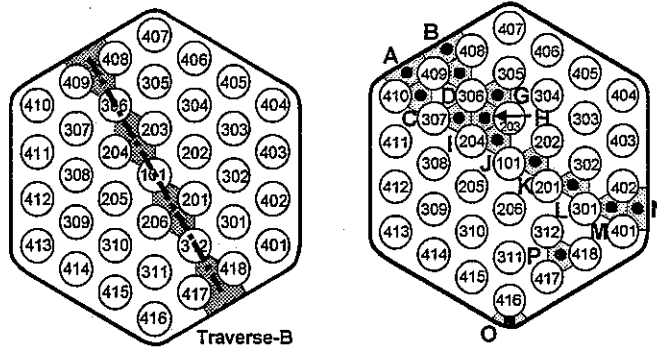 407
408 406
409 305 405
410 306 304 404
307 203 303
411 204 202 403
308 101 302
412 205 201 402
309 206 301
413 310 312 401
414 311 418
415 417
416
Traverse-B
407
B 408 406
A 409 305 405
410 D 306 G 304 404
C 307 H 203 303
411 I 204 202 403
308 J 101 302
412 205 K 201 402
309 206 L 301 N
413 310 312 M 401
414 311 P 418
415 417
416
O